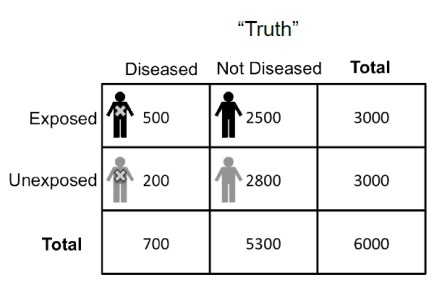 “Truth”
Diseased Not Diseased Total
Exposed 500 2500 3000
Unexposed 200 2800 3000
Total 700 5300 6000